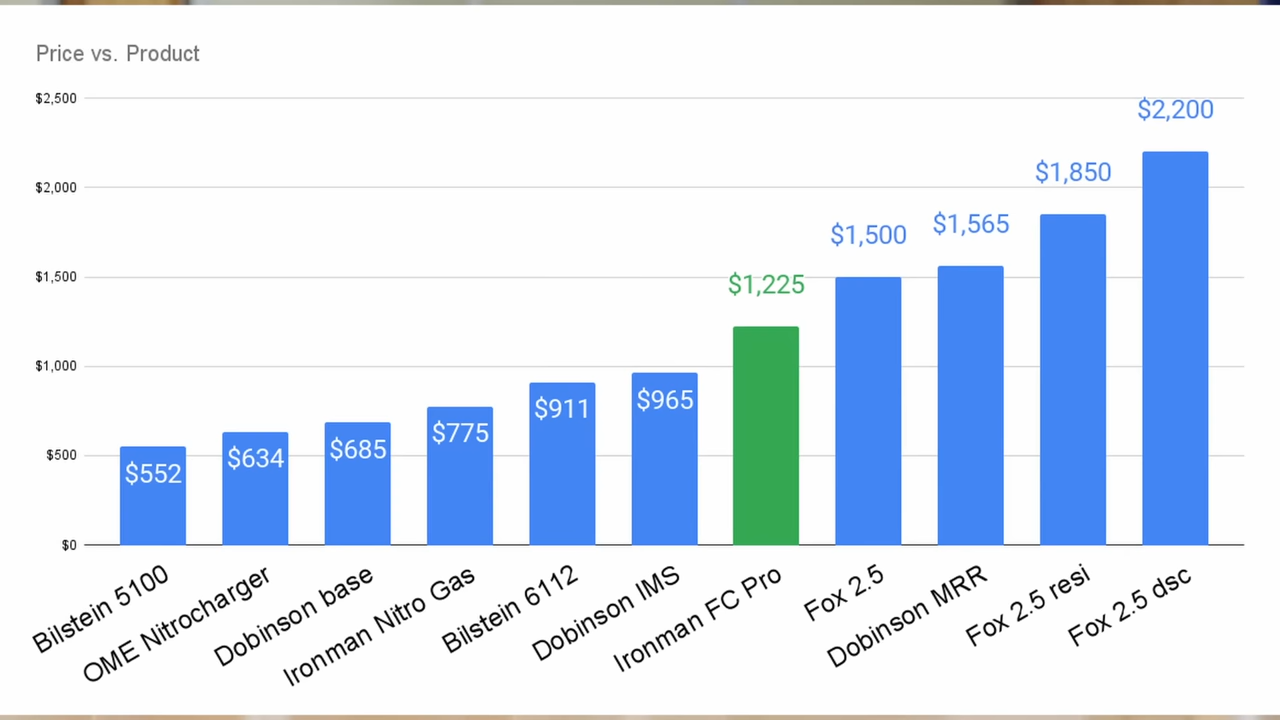 Price vs. Product
$2,500
$2,000
$1,500
$1,000
$500
$0
$552
$634
$685
$775
$911
$965
$1,225
$1,500
$1,565
$1,850
$2,200
Bilstein 5100
OME Nitrocharger
Dobinson base
Ironman Nitro Gas
Bilstein 6112
Dobinson IMS
Ironman FC Pro
Fox 2.5
Dobinson MRR
Fox 2.5 resi
Fox 2.5 dsc